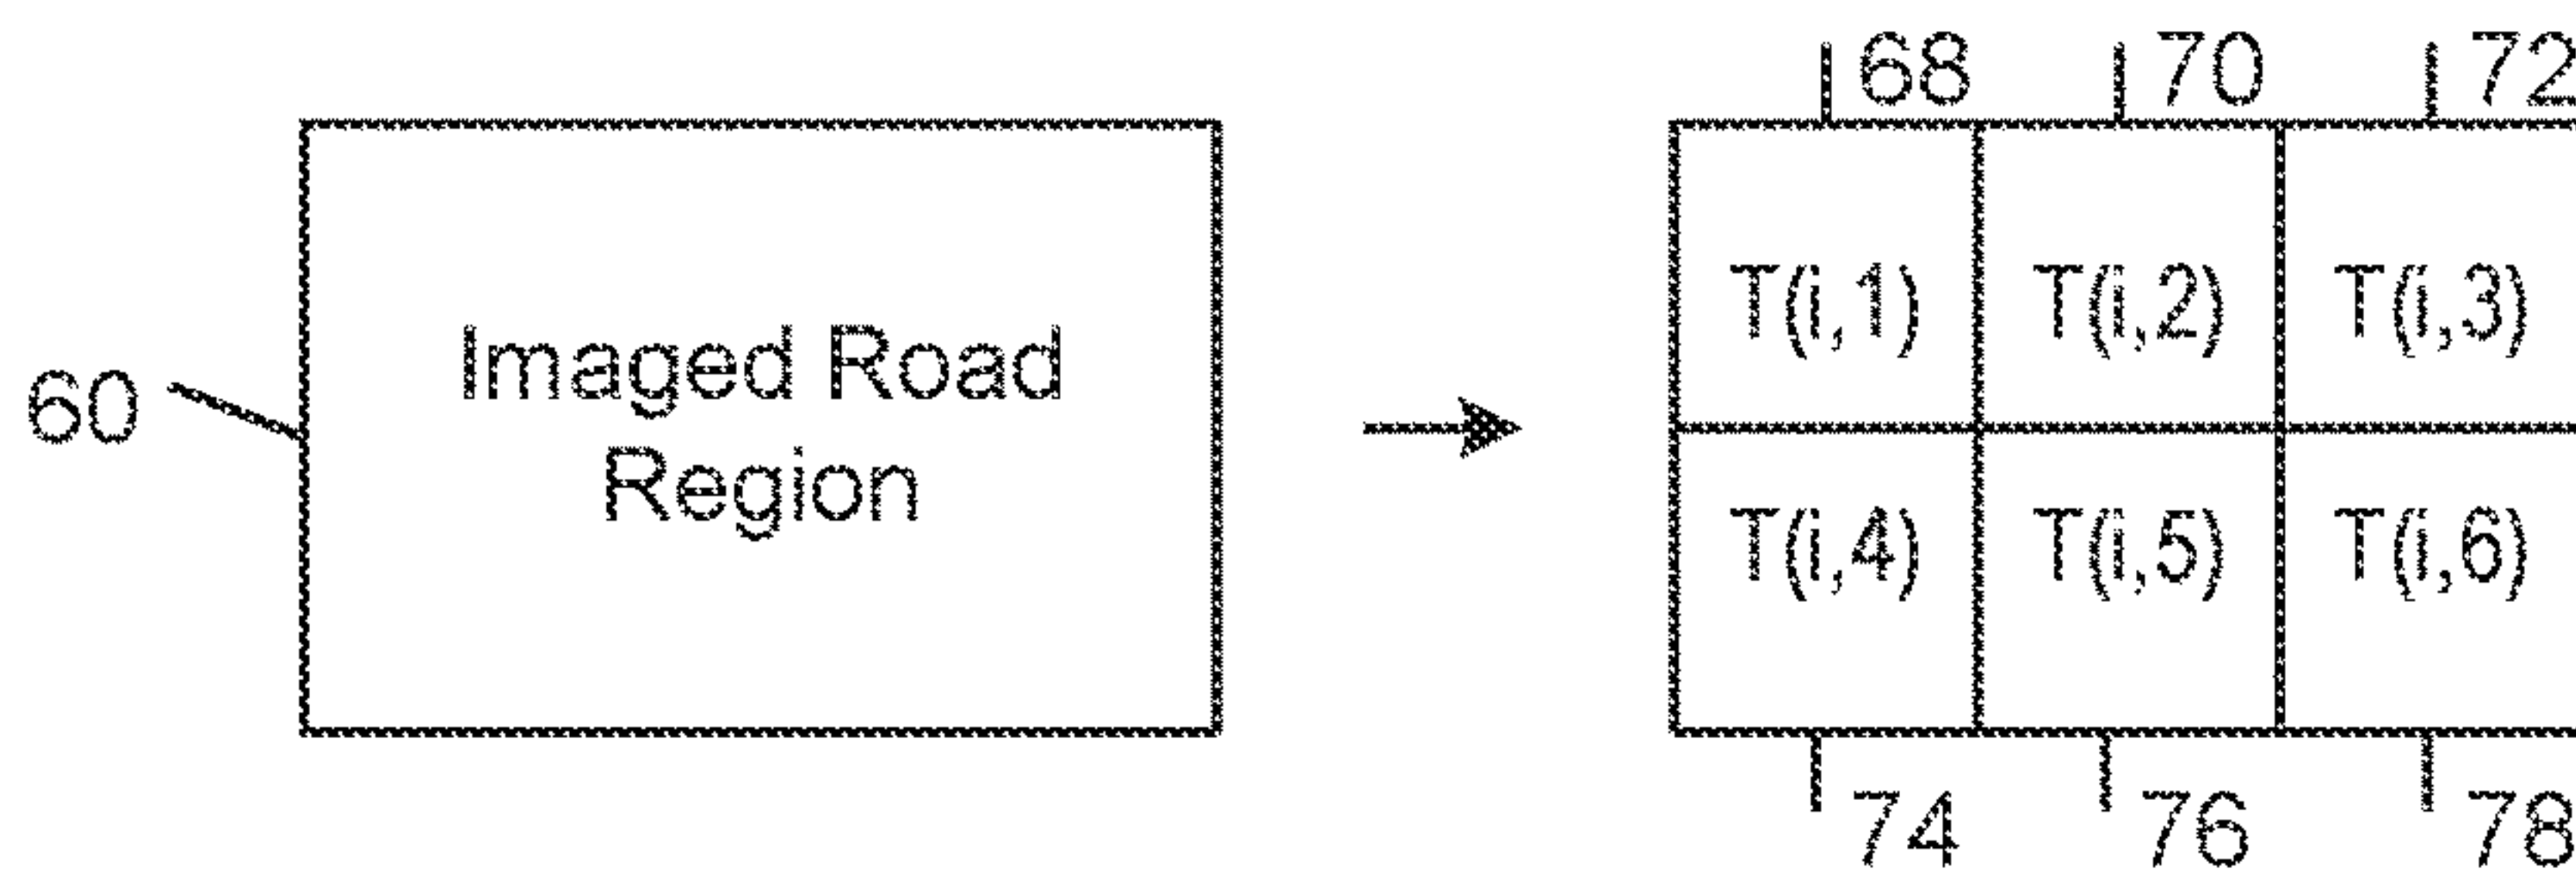 68 70 72
60
Imaged Road
Region
T(i,1) T(i,2) T(i,3)
T(i,4) T(i,5) T(i,6)
74 76 78